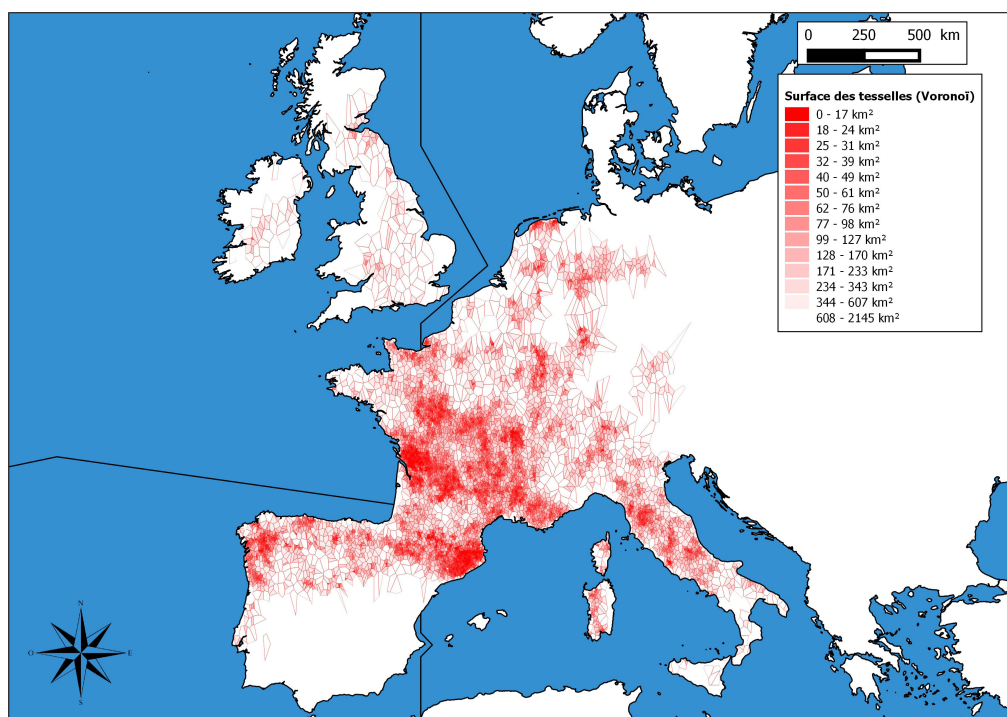 0 250 500 km
Surface des tesselles (Voronoï)
0 - 17 km²
18 - 24 km²
25 - 31 km²
32 - 39 km²
40 - 49 km²
50 - 61 km²
62 - 76 km²
77 - 98 km²
99 - 127 km²
128 - 170 km²
171 - 233 km²
234 - 343 km²
344 - 607 km²
608 - 2145 km²
N
O E
S